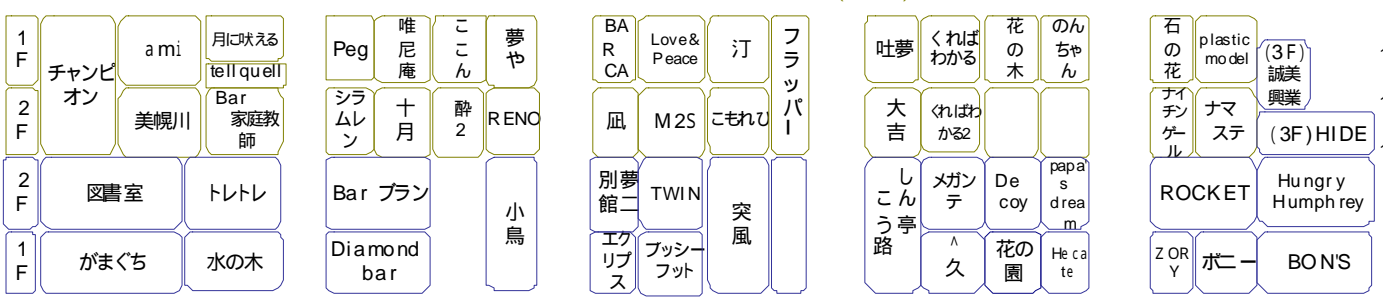 1F
チャンピオン
ami
月に吠える
tell quell
2F
美幌川
Bar 家庭教師
2F
図書室
トレトレ
1F
がまぐち
水の木
Peg
唯尼庵
ここん
夢や
シラムレン
十月
酔2
RENO
Bar プラン
小鳥
Diamond bar
BARCA
Love& Peace
汀
フラッパー
凪
M2S
こもれび
夢二別館
TWIN
突風
エクリプス
プッシーフット
吐夢
くればわかる
花の木
のんちゃん
大吉
くればわかる2
しん亭こう路
メガンテ
De coy
papa's dream
久
花の園
Hecate
石の花
plastic model
(3F) 誠美興業
ナイチンゲール
ナマステ
(3F) HIDE
ROCKET
Hungry Humphrey
ZORY
ポニー
BON'S